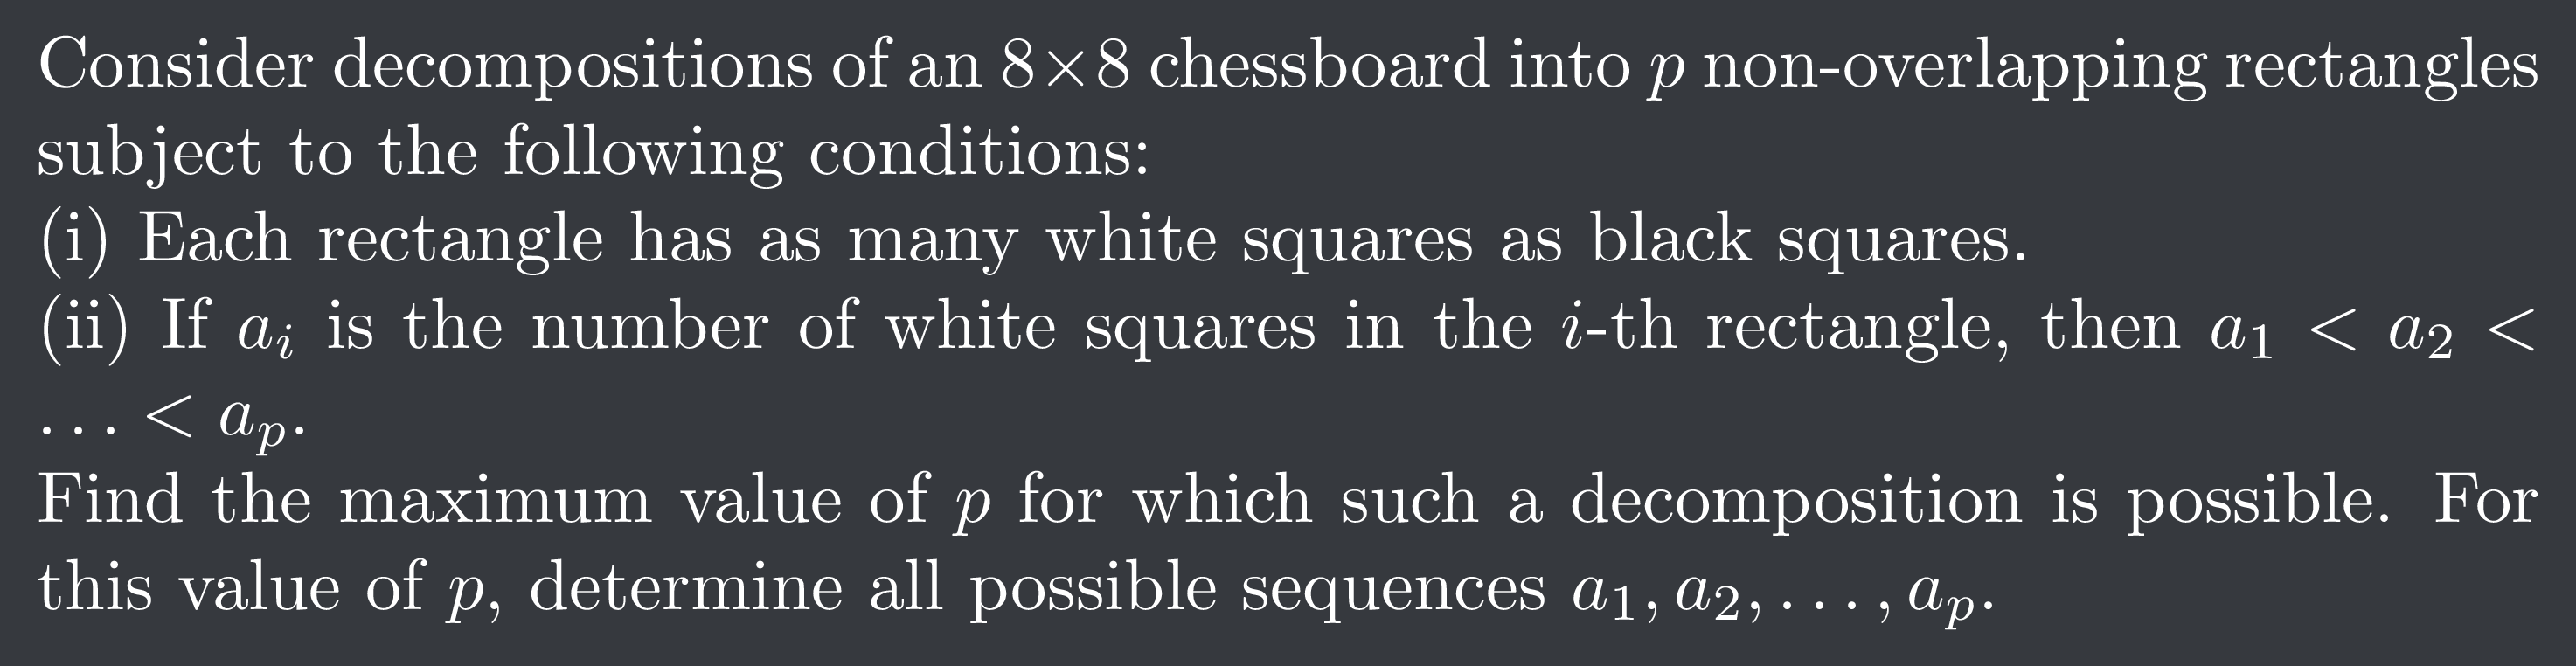 Consider decompositions of an 8×8 chessboard into p non-overlapping rectangles
subject to the following conditions:
(i) Each rectangle has as many white squares as black squares.
(ii) If a_i is the number of white squares in the i-th rectangle, then a_1 < a_2 <
... < a_p.
Find the maximum value of p for which such a decomposition is possible. For
this value of p, determine all possible sequences a_1, a_2, ..., a_p.